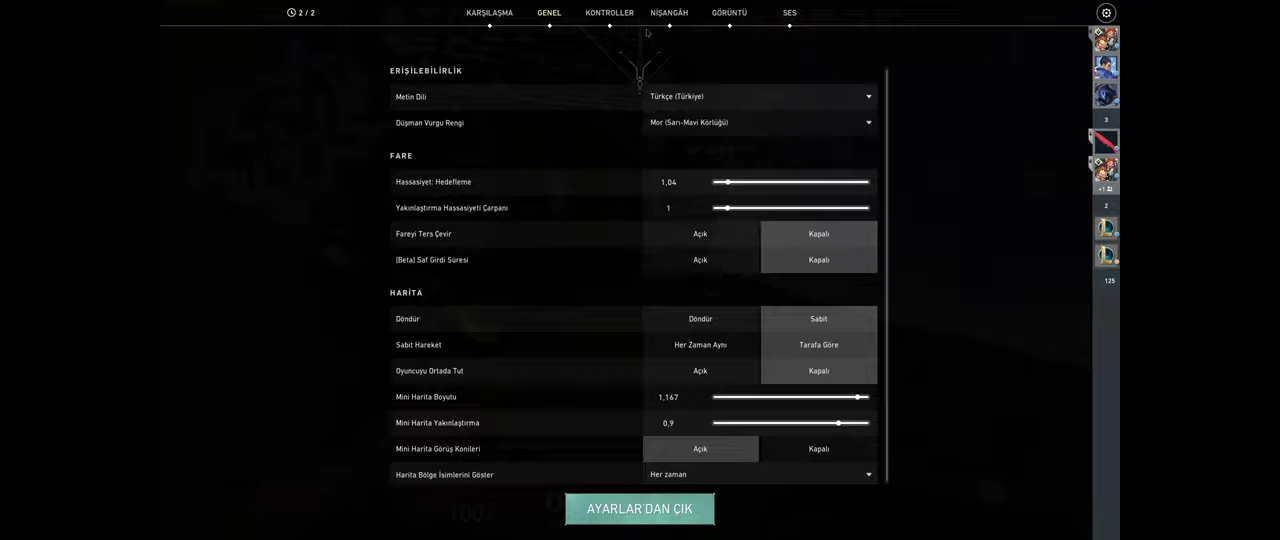 2 / 2
KARŞILAŞMA GENEL KONTROLLER NİŞANGÂH GÖRÜNTÜ SES
ERİŞİLEBİLİRLİK
Metin Dili Türkçe (Türkiye)
Düşman Vurgu Rengi Mor (Sarı-Mavi Körlüğü)
FARE
Hassasiyet: Hedefleme 1,04
Yakınlaştırma Hassasiyeti Çarpanı 1
Fareyi Ters Çevir Açık Kapalı
[Beta] Saf Girdi Süresi Açık Kapalı
HARİTA
Döndür Döndür Sabit
Sabit Hareket Her Zaman Aynı Tarafa Göre
Oyuncuyu Ortada Tut Açık Kapalı
Mini Harita Boyutu 1,167
Mini Harita Yakınlaştırma 0,9
Mini Harita Görüş Konileri Açık Kapalı
Harita Bölge İsimlerini Göster Her zaman
AYARLAR'DAN ÇIK
3
+1
2
125